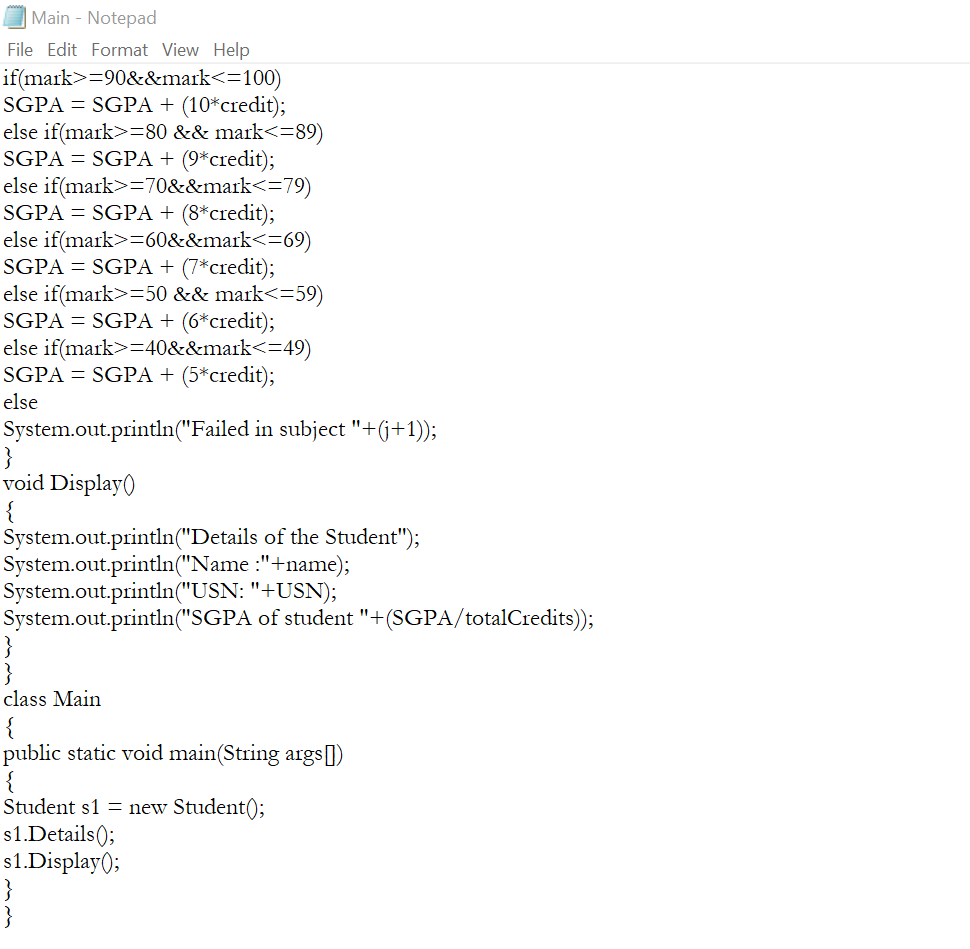 Main - Notepad
File Edit Format View Help
if(mark>=90&&mark<=100)
SGPA = SGPA + (10*credit);
else if(mark>=80 && mark<=89)
SGPA = SGPA + (9*credit);
else if(mark>=70&&mark<=79)
SGPA = SGPA + (8*credit);
else if(mark>=60&&mark<=69)
SGPA = SGPA + (7*credit);
else if(mark>=50 && mark<=59)
SGPA = SGPA + (6*credit);
else if(mark>=40&&mark<=49)
SGPA = SGPA + (5*credit);
else
System.out.println("Failed in subject "+(j+1));
}
void Display()
{
System.out.println("Details of the Student");
System.out.println("Name :"+name);
System.out.println("USN: "+USN);
System.out.println("SGPA of student "+(SGPA/totalCredits));
}
}
class Main
{
public static void main(String args[])
{
Student s1 = new Student();
s1.Details();
s1.Display();
}
}